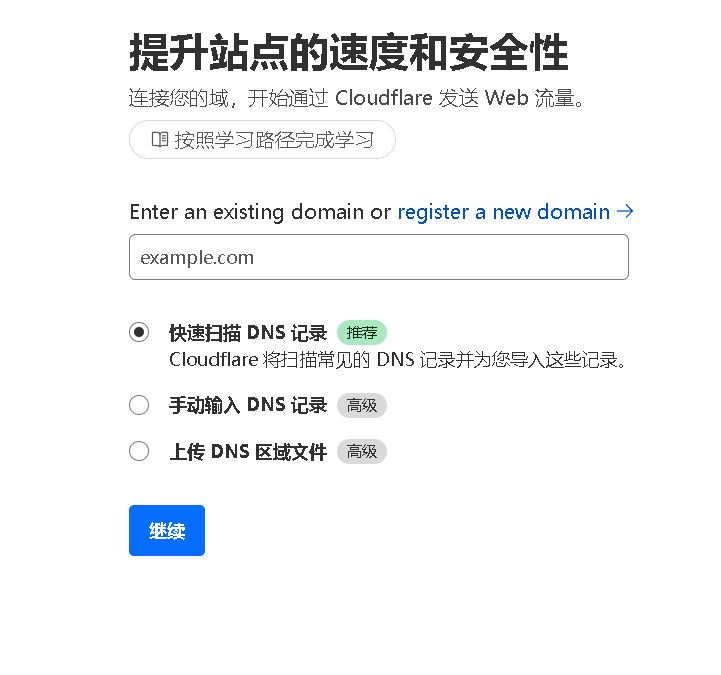 提升站点的速度和安全性
连接您的域，开始通过 Cloudflare 发送 Web 流量。
按照学习路径完成学习
Enter an existing domain or register a new domain →
example.com
快速扫描 DNS 记录 推荐
Cloudflare 将扫描常见的 DNS 记录并为您导入这些记录。
手动输入 DNS 记录 高级
上传 DNS 区域文件 高级
继续